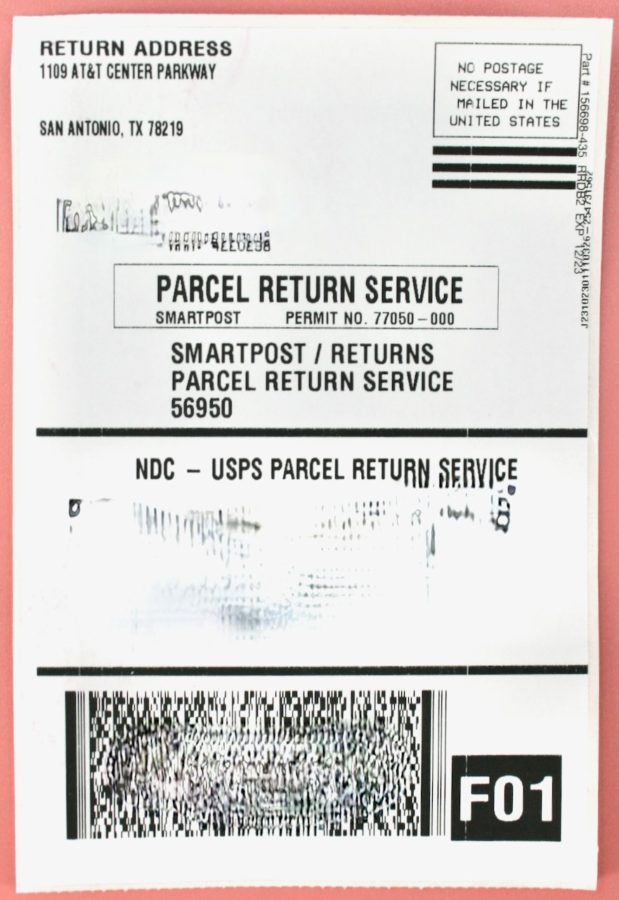 RETURN ADDRESS
1109 AT&T CENTER PARKWAY
SAN ANTONIO, TX 78219
NO POSTAGE
NECESSARY IF
MAILED IN THE
UNITED STATES
Part # 156698-435 RRDB2 EXP 12/23
PARCEL RETURN SERVICE
SMARTPOST PERMIT NO. 77050-000
SMARTPOST / RETURNS
PARCEL RETURN SERVICE
56950
NDC – USPS PARCEL RETURN SERVICE
F01